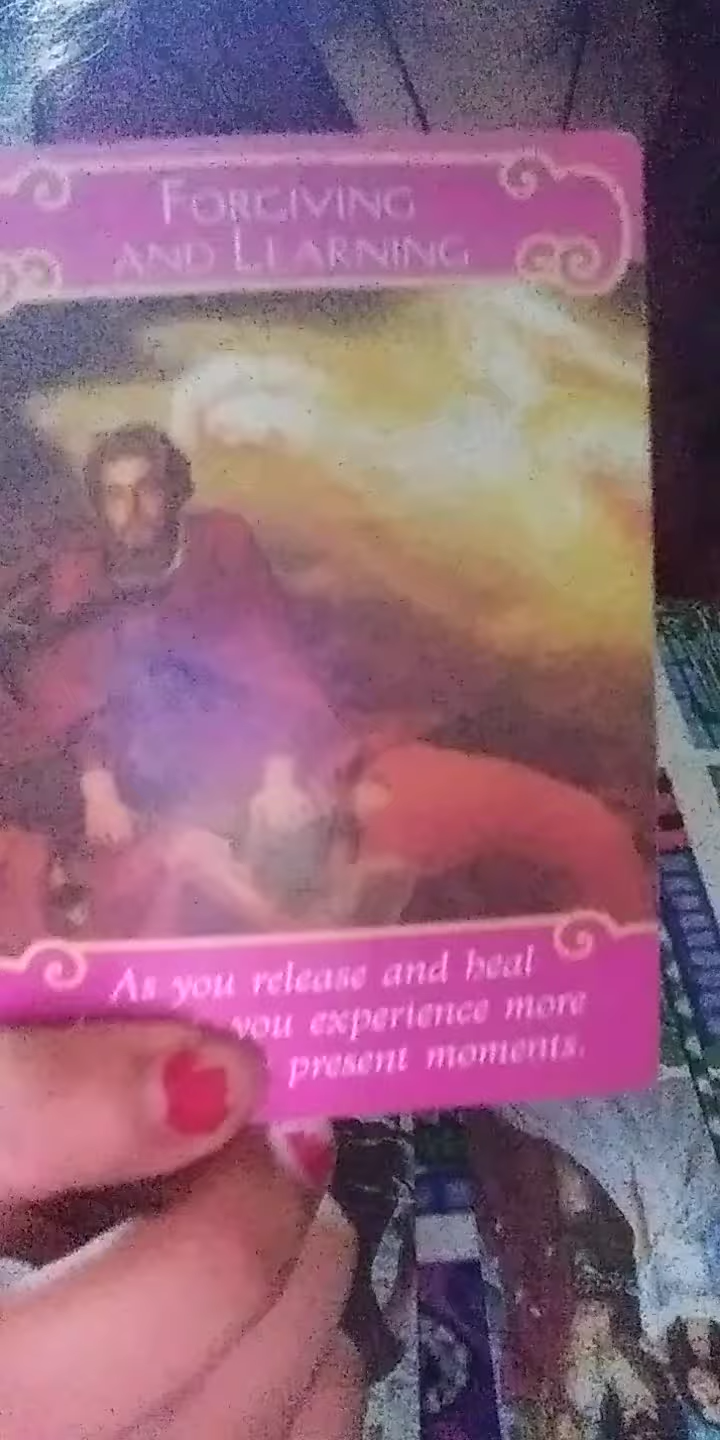 FORGIVING
AND LEARNING
As you release and heal
you experience more
present moments.